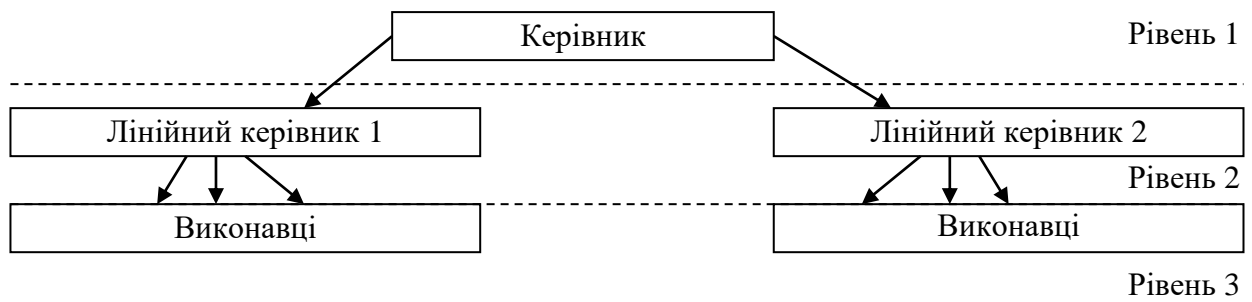 Керівник
Рівень 1
Лінійний керівник 1
Лінійний керівник 2
Рівень 2
Виконавці
Виконавці
Рівень 3